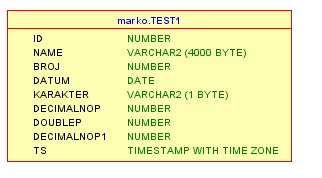 marko.TEST1
ID NUMBER
NAME VARCHAR2 (4000 BYTE)
BROJ NUMBER
DATUM DATE
KARAKTER VARCHAR2 (1 BYTE)
DECIMALNOP NUMBER
DOUBLEP NUMBER
DECIMALNOP1 NUMBER
TS TIMESTAMP WITH TIME ZONE